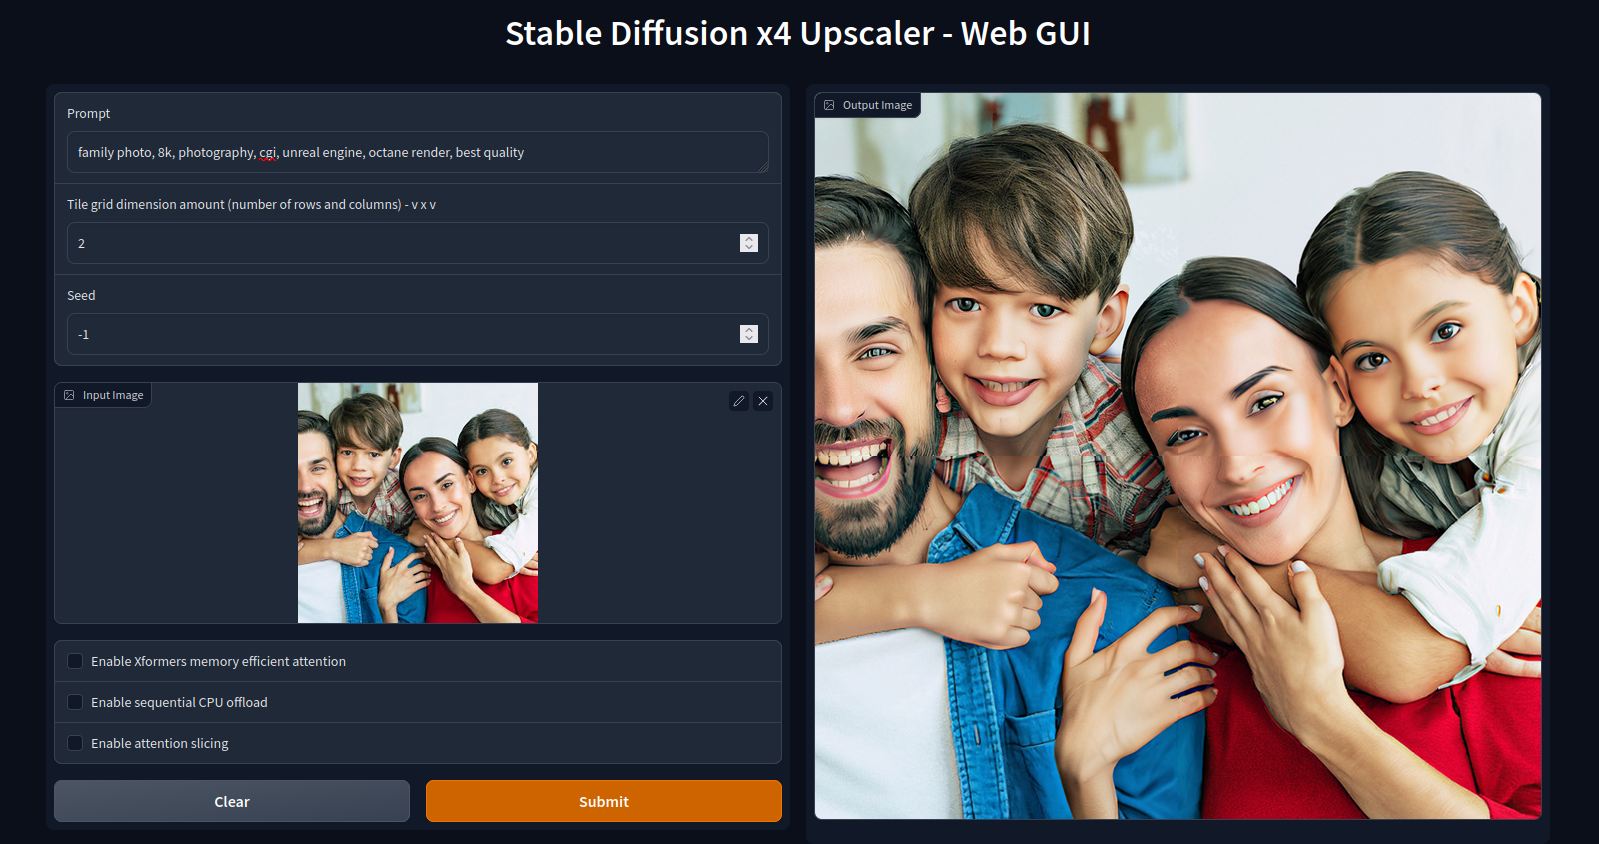 Stable Diffusion x4 Upscaler - Web GUI
Prompt
family photo, 8k, photography, cgi, unreal engine, octane render, best quality
Tile grid dimension amount (number of rows and columns) - v x v
2
Seed
-1
Input Image
Enable Xformers memory efficient attention
Enable sequential CPU offload
Enable attention slicing
Clear
Submit
Output Image